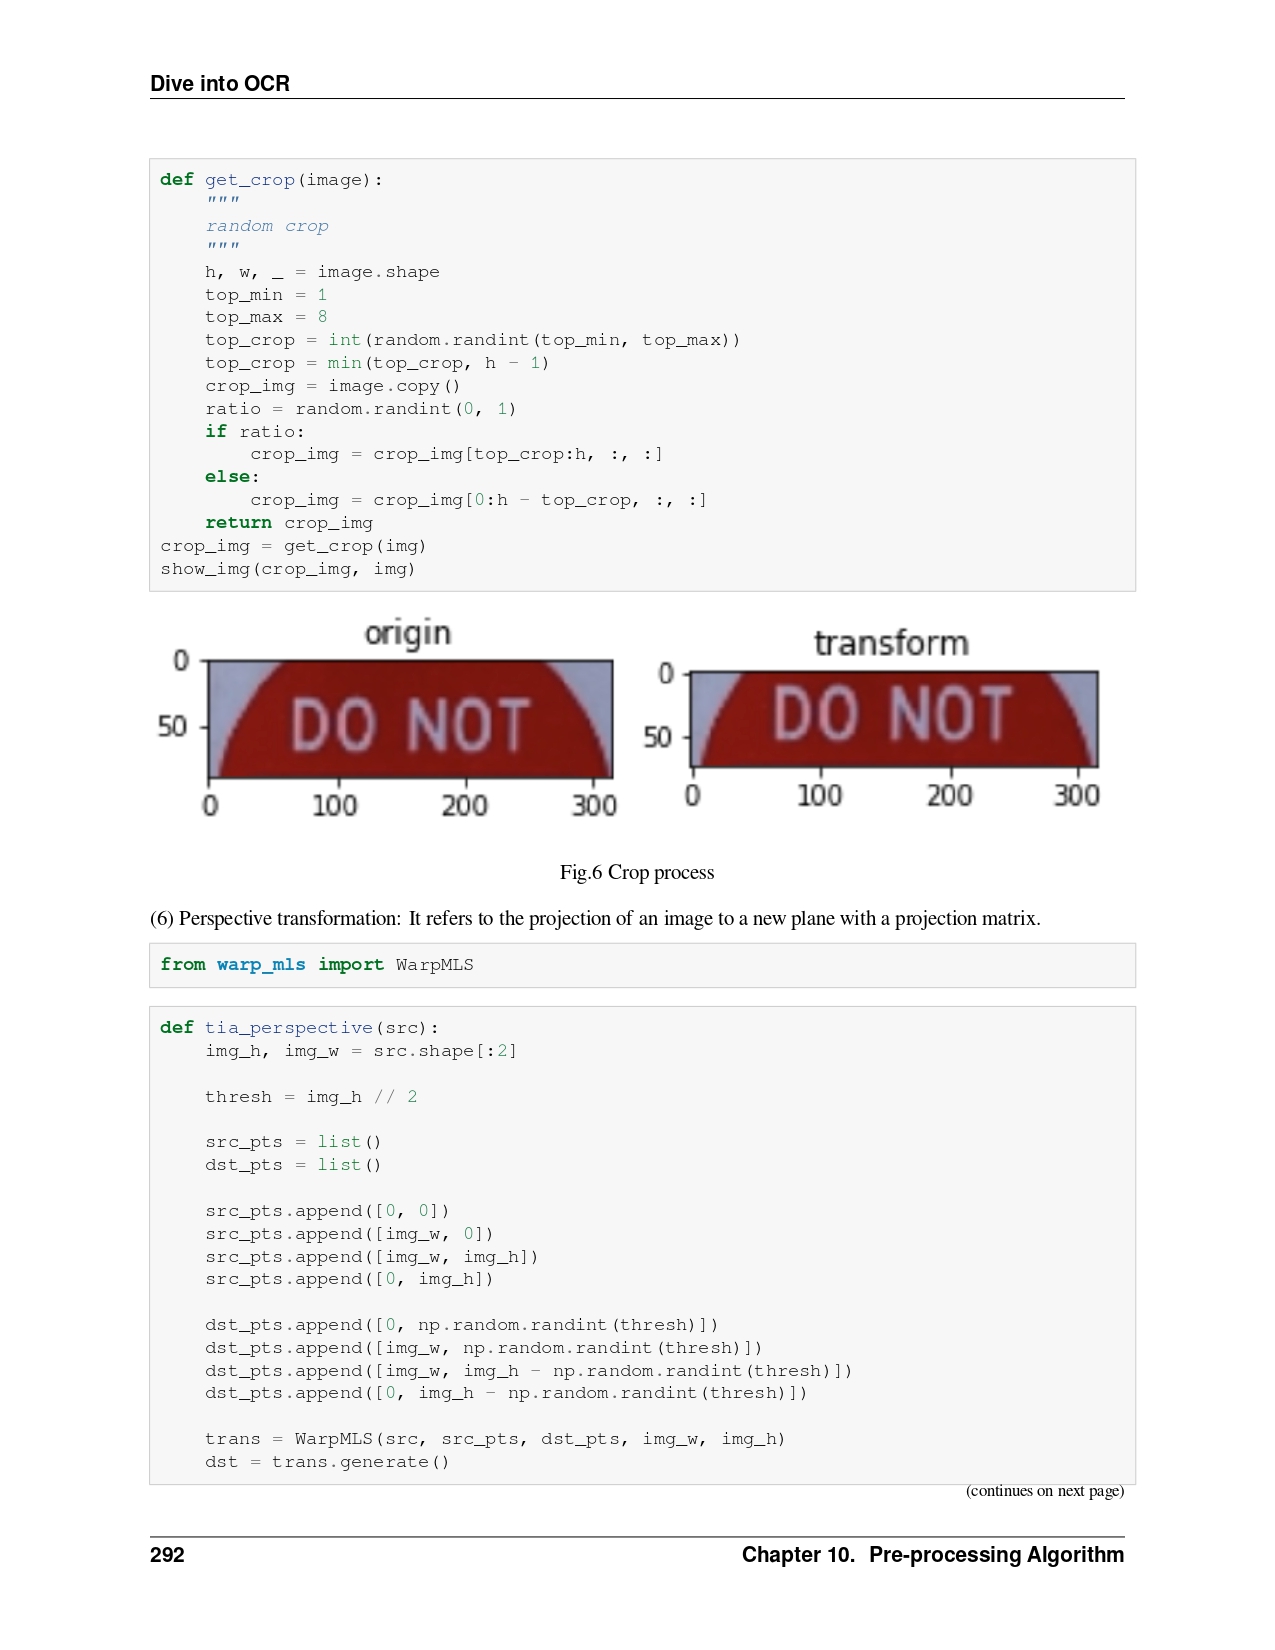 Dive into OCR
def get_crop(image):
    """
    random crop
    """
    h, w, _ = image.shape
    top_min = 1
    top_max = 8
    top_crop = int(random.randint(top_min, top_max))
    top_crop = min(top_crop, h - 1)
    crop_img = image.copy()
    ratio = random.randint(0, 1)
    if ratio:
        crop_img = crop_img[top_crop:h, :, :]
    else:
        crop_img = crop_img[0:h - top_crop, :, :]
    return crop_img
crop_img = get_crop(img)
show_img(crop_img, img)
origin
0
50
DO NOT
0 100 200 300
transform
0
50
DO NOT
0 100 200 300
Fig.6 Crop process
(6) Perspective transformation: It refers to the projection of an image to a new plane with a projection matrix.
from warp_mls import WarpMLS
def tia_perspective(src):
    img_h, img_w = src.shape[:2]
    thresh = img_h // 2
    src_pts = list()
    dst_pts = list()
    src_pts.append([0, 0])
    src_pts.append([img_w, 0])
    src_pts.append([img_w, img_h])
    src_pts.append([0, img_h])
    dst_pts.append([0, np.random.randint(thresh)])
    dst_pts.append([img_w, np.random.randint(thresh)])
    dst_pts.append([img_w, img_h - np.random.randint(thresh)])
    dst_pts.append([0, img_h - np.random.randint(thresh)])
    trans = WarpMLS(src, src_pts, dst_pts, img_w, img_h)
    dst = trans.generate()
(continues on next page)
292 Chapter 10. Pre-processing Algorithm